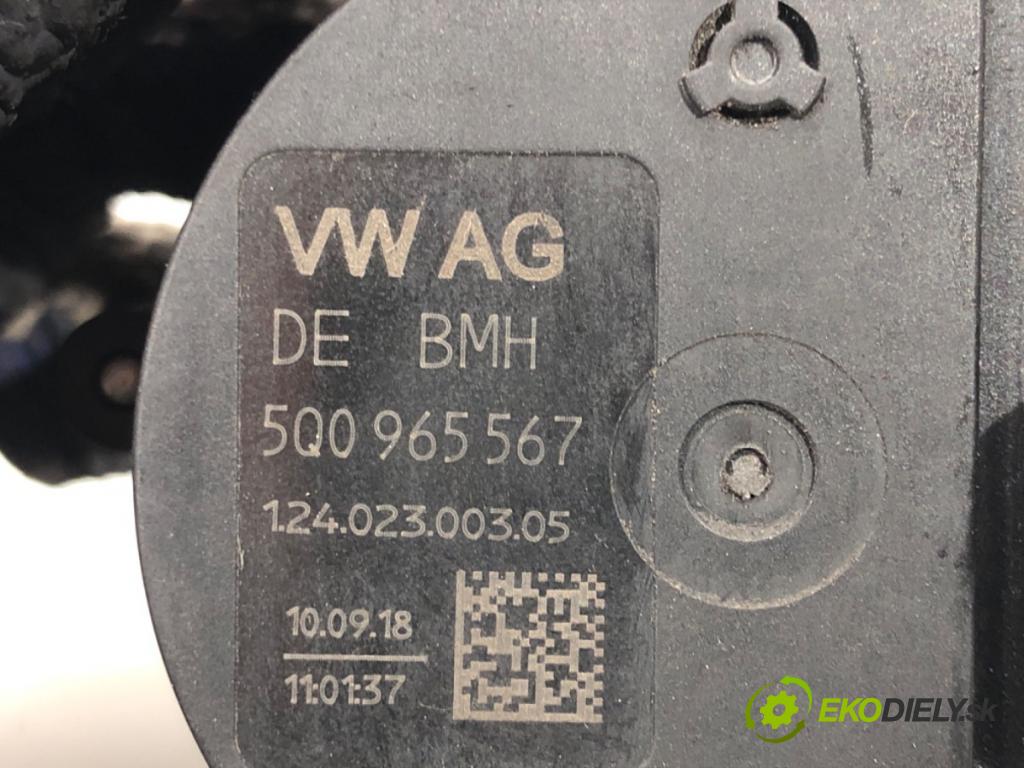 VW AG
DE BMH
5Q0 965 567
1.24.023.003.05
10.09.18
11:01:37
EKODIELY.sk